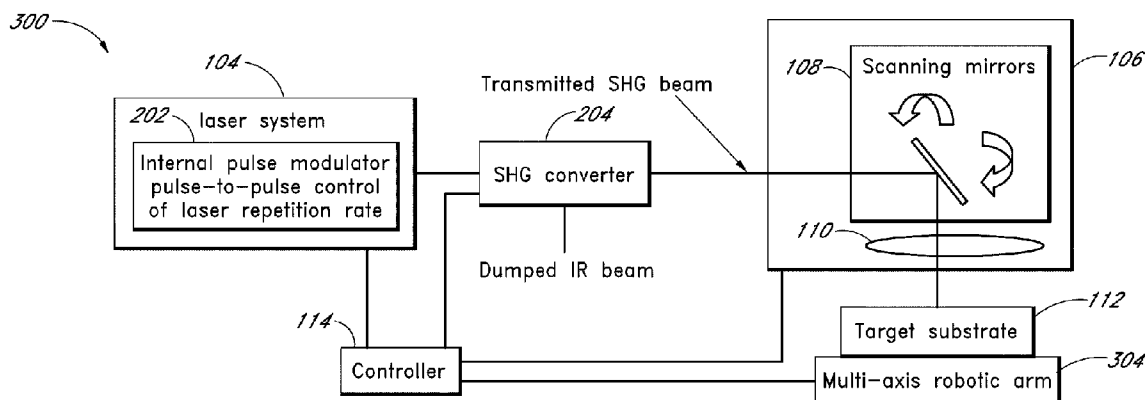 300
104
202
laser system
Internal pulse modulator
pulse-to-pulse control
of laser repetition rate
204
SHG converter
Transmitted SHG beam
Dumped IR beam
108
Scanning mirrors
106
110
112
Target substrate
304
Multi-axis robotic arm
114
Controller